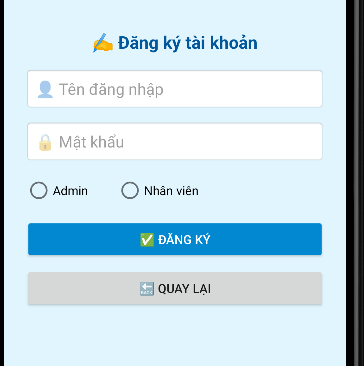 ✍️ Đăng ký tài khoản
👤 Tên đăng nhập
🔒 Mật khẩu
Admin Nhân viên
✅ ĐĂNG KÝ
🔙 QUAY LẠI